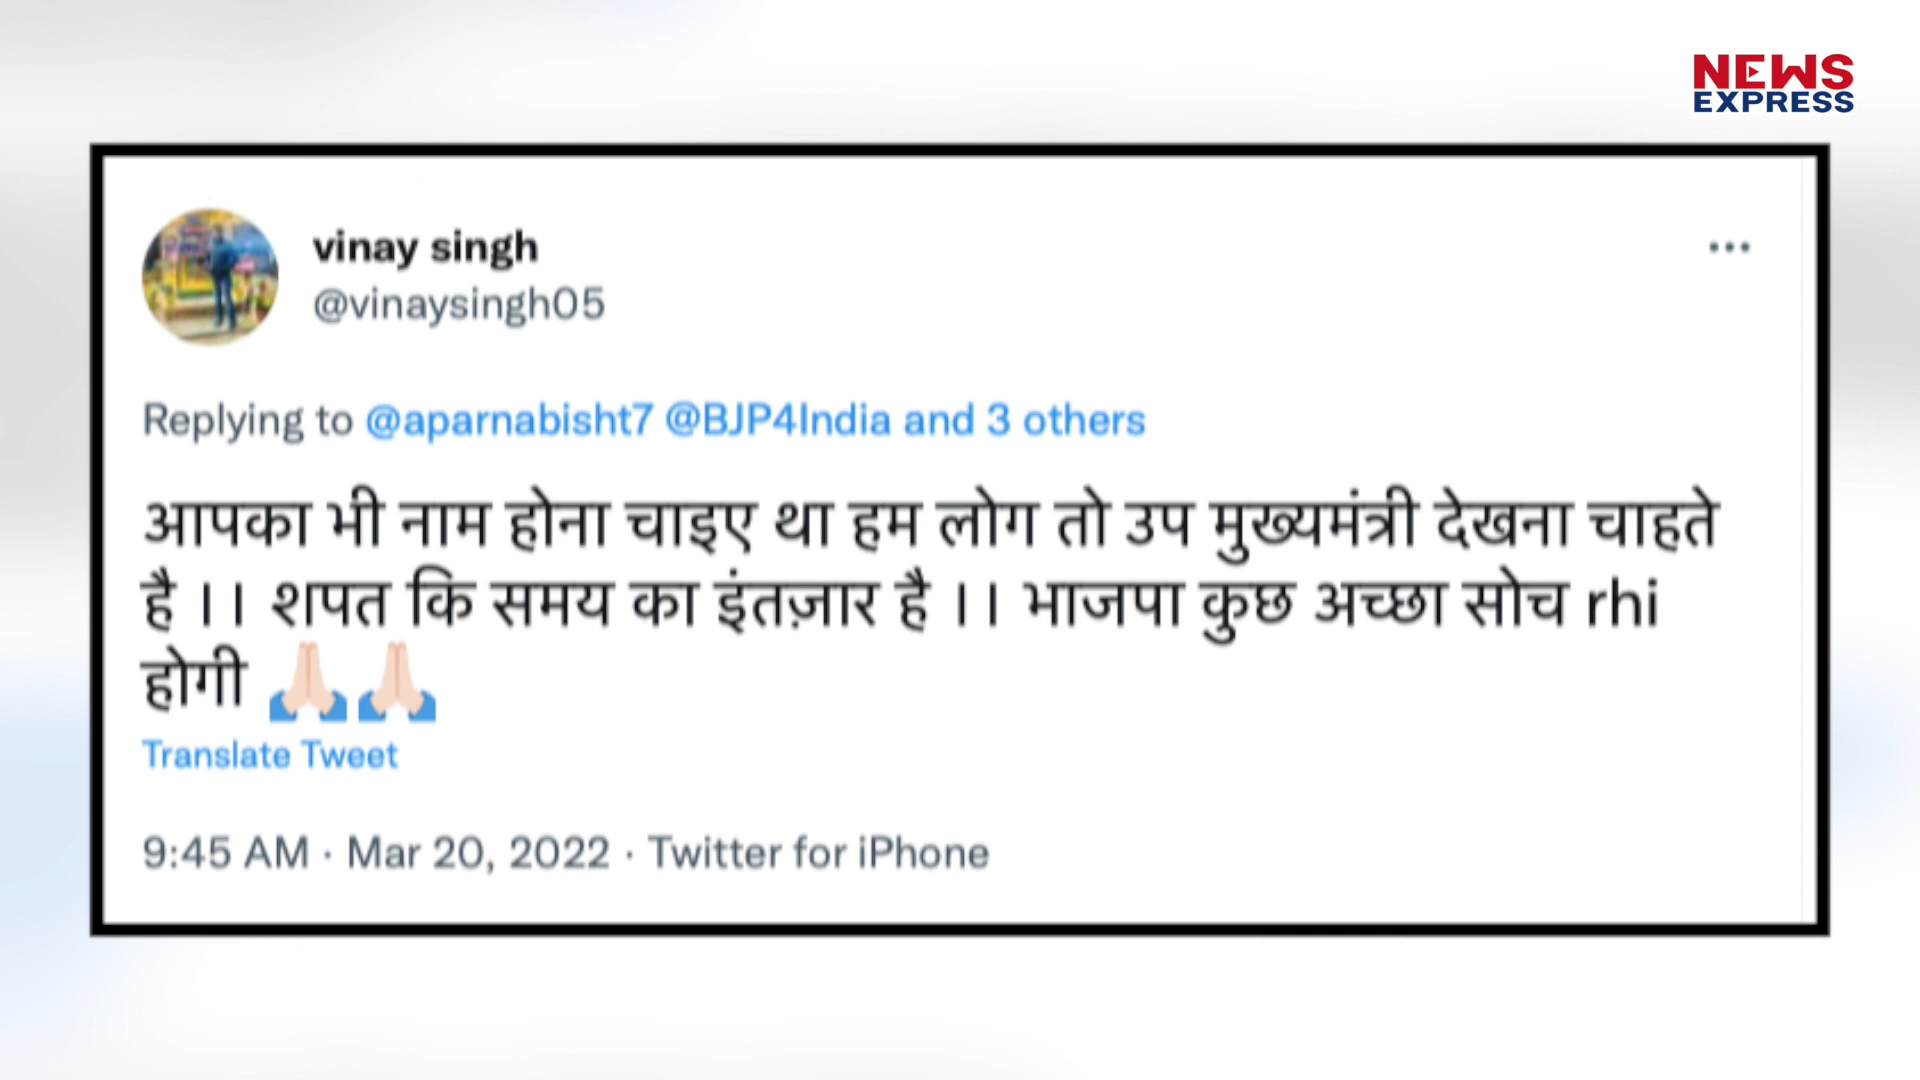 NEWS
EXPRESS
vinay singh
@vinaysingh05
Replying to @aparnabisht7 @BJP4India and 3 others
आपका भी नाम होना चाइए था हम लोग तो उप मुख्यमंत्री देखना चाहते
है ।। शपत कि समय का इंतज़ार है ।। भाजपा कुछ अच्छा सोच rhi
होगी 🙏🏻🙏🏻
Translate Tweet
9:45 AM · Mar 20, 2022 · Twitter for iPhone